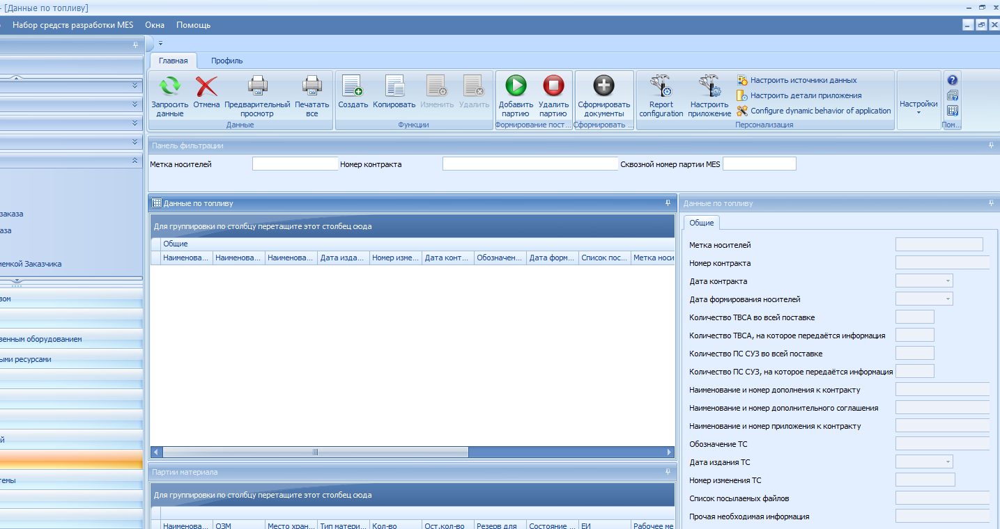 - [Данные по топливу]
Набор средств разработки MES Окна Помощь
Главная Профиль
Запросить данные
Отмена
Предварительный просмотр
Печатать все
Данные
Создать
Копировать
Изменить
Удалить
Функции
Добавить партию
Удалить партию
Формирование пост...
Сформировать документы
Сформировать ...
Report configuration
Настроить приложение
Настроить источники данных
Настроить детали приложения
Configure dynamic behavior of application
Персонализация
Настройки
Пом...
Панель фильтрации
Метка носителей Номер контракта Сквозной номер партии MES
заказа
каза
иемкой Заказчика
зом
венным оборудованием
ыми ресурсами
й
темы
Данные по топливу
Для группировки по столбцу перетащите этот столбец сюда
Общие
Наименова... Наименова... Наименова... Дата изда... Номер изме... Дата конт... Обозначен... Дата форм... Список пос... Метка носи
Партии материала
Для группировки по столбцу перетащите этот столбец сюда
Наименова... ОЗМ Место хран... Тип матери... Кол-во Ост.кол-во Резерв для Состояние ... ЕИ Рабочее ме
Данные по топливу
Общие
Метка носителей
Номер контракта
Дата контракта
Дата формирования носителей
Количество ТВСА во всей поставке
Количество ТВСА, на которое передаётся информация
Количество ПС СУЗ во всей поставке
Количество ПС СУЗ, на которое передаётся информация
Наименование и номер дополнения к контракту
Наименование и номер дополнительного соглашения
Наименование и номер приложения к контракту
Обозначение ТС
Дата издания ТС
Номер изменения ТС
Список посылаемых файлов
Прочая необходимая информация